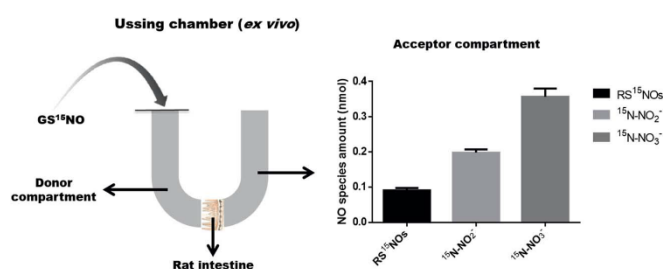 Ussing chamber (ex vivo)
GS¹⁵NO
Donor
compartment
Rat intestine
Acceptor compartment
NO species amount (nmol)
0.4
0.3
0.2
0.1
0.0
RS¹⁵NOs
¹⁵N-NO₂⁻
¹⁵N-NO₃⁻
RS¹⁵NOs
¹⁵N-NO₂⁻
¹⁵N-NO₃⁻